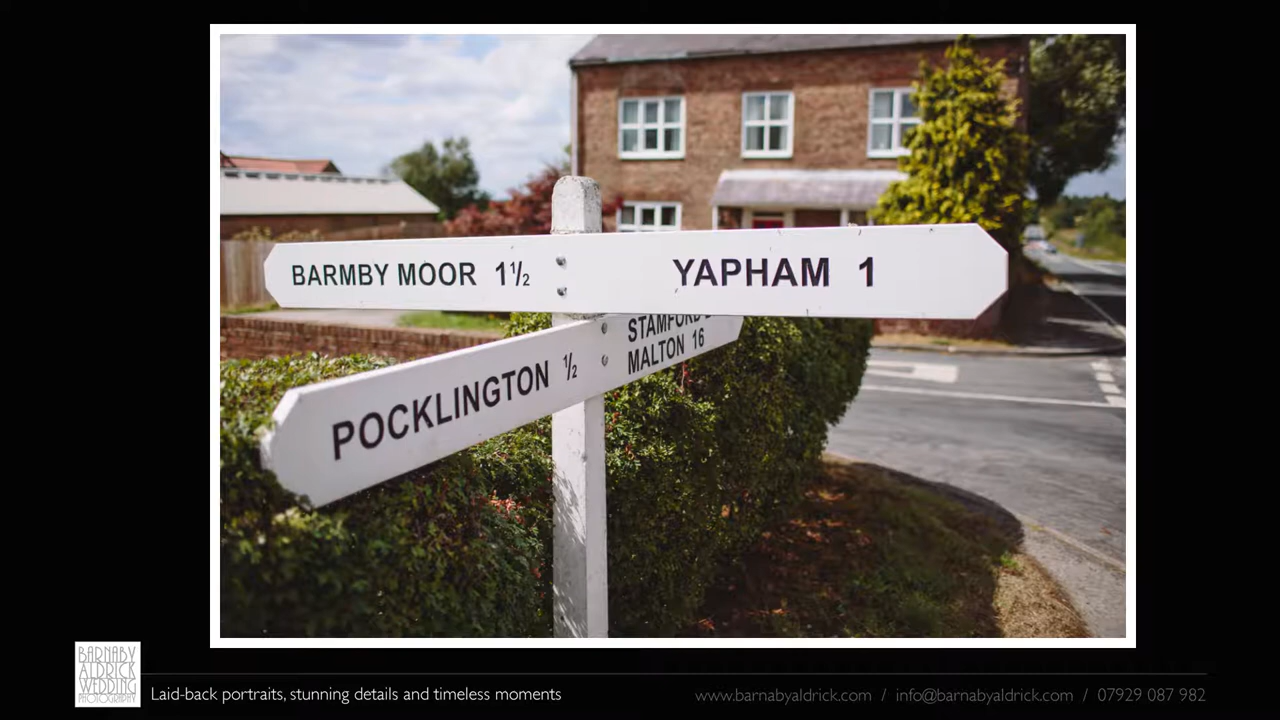 BARMBY MOOR 1½
YAPHAM 1
POCKLINGTON ½
STAMFORD
MALTON 16
BARNABY
ALDRICK
WEDDING
PHOTOGRAPHY
Laid-back portraits, stunning details and timeless moments
www.barnabyaldrick.com / info@barnabyaldrick.com / 07929 087 982